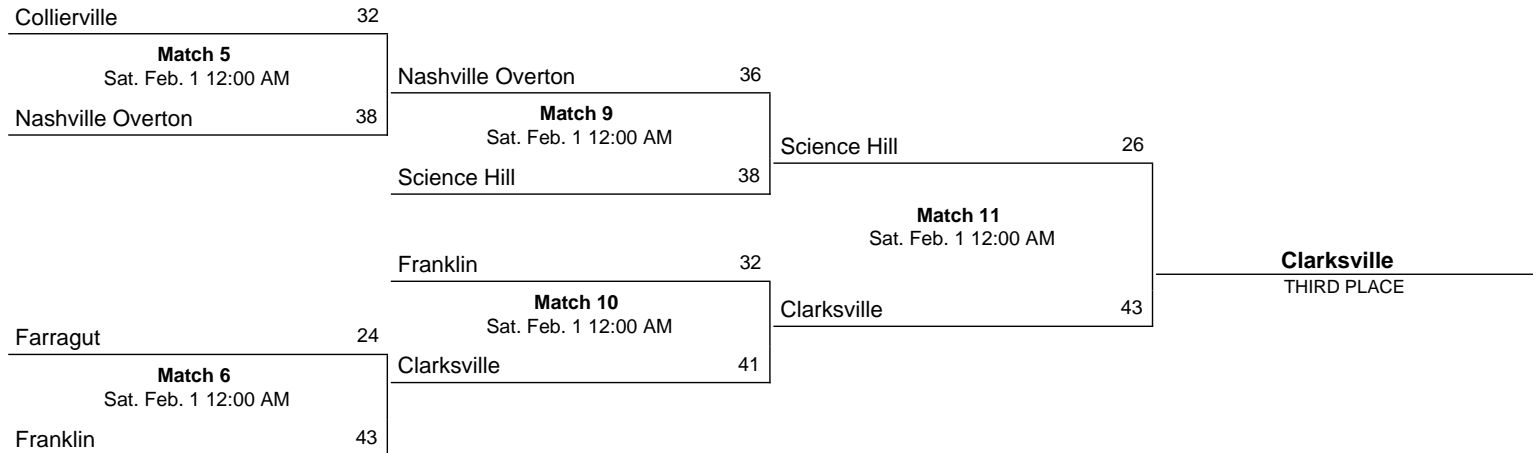 Collierville 32
Match 5
Sat. Feb. 1 12:00 AM
Nashville Overton 38
Nashville Overton 36
Match 9
Sat. Feb. 1 12:00 AM
Science Hill 38
Science Hill 26
Match 11
Sat. Feb. 1 12:00 AM
Clarksville 43
Clarksville
THIRD PLACE
Franklin 32
Match 10
Sat. Feb. 1 12:00 AM
Clarksville 41
Farragut 24
Match 6
Sat. Feb. 1 12:00 AM
Franklin 43